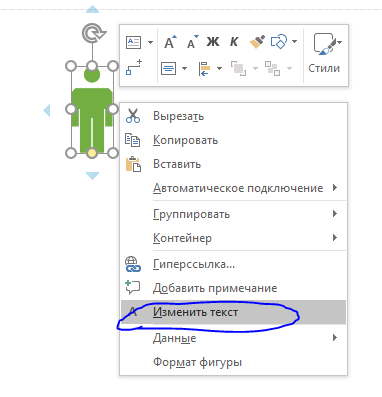 А А Ж К
Стили
Вырезать
Копировать
Вставить
Автоматическое подключение
Группировать
Контейнер
Гиперссылка...
Добавить примечание
А Изменить текст
Данные
Формат фигуры